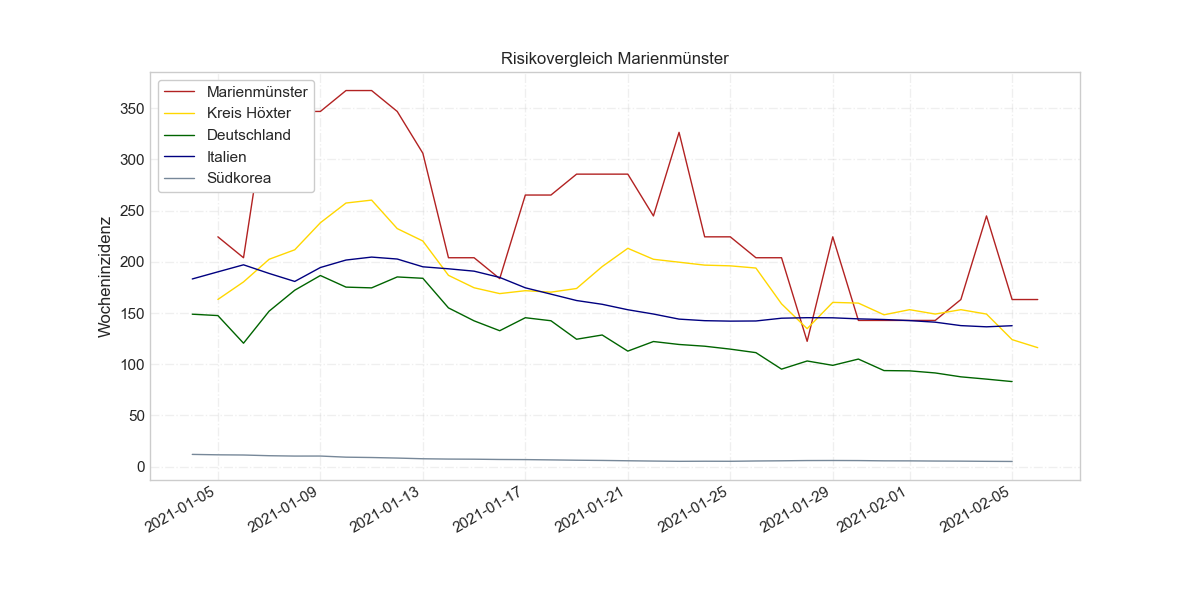 Risikovergleich Marienmünster
Marienmünster
Kreis Höxter
Deutschland
Italien
Südkorea
Wocheninzidenz
350
300
250
200
150
100
50
0
2021-01-05
2021-01-09
2021-01-13
2021-01-17
2021-01-21
2021-01-25
2021-01-29
2021-02-01
2021-02-05